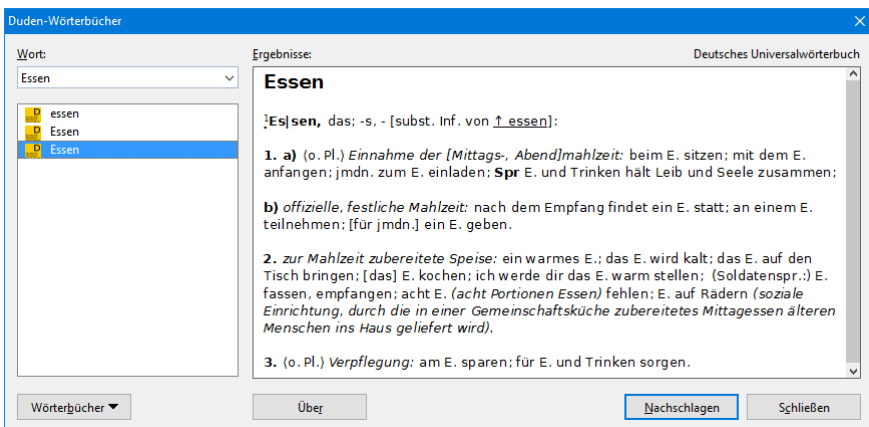 Duden-Wörterbücher
Wort:
Essen
essen
Essen
Essen
Wörterbücher
Ergebnisse:
Deutsches Universalwörterbuch
Essen
¹Es|sen, das; -s, - [subst. Inf. von ↑ essen]:
1. a) ⟨o. Pl.⟩ Einnahme der [Mittags-, Abend]mahlzeit: beim E. sitzen; mit dem E.
anfangen; jmdn. zum E. einladen; Spr E. und Trinken hält Leib und Seele zusammen;
b) offizielle, festliche Mahlzeit: nach dem Empfang findet ein E. statt; an einem E.
teilnehmen; [für jmdn.] ein E. geben.
2. zur Mahlzeit zubereitete Speise: ein warmes E.; das E. wird kalt; das E. auf den
Tisch bringen; [das] E. kochen; ich werde dir das E. warm stellen; (Soldatenspr.:) E.
fassen, empfangen; acht E. (acht Portionen Essen) fehlen; E. auf Rädern (soziale
Einrichtung, durch die in einer Gemeinschaftsküche zubereitetes Mittagessen älteren
Menschen ins Haus geliefert wird).
3. ⟨o. Pl.⟩ Verpflegung: am E. sparen; für E. und Trinken sorgen.
Über
Nachschlagen
Schließen